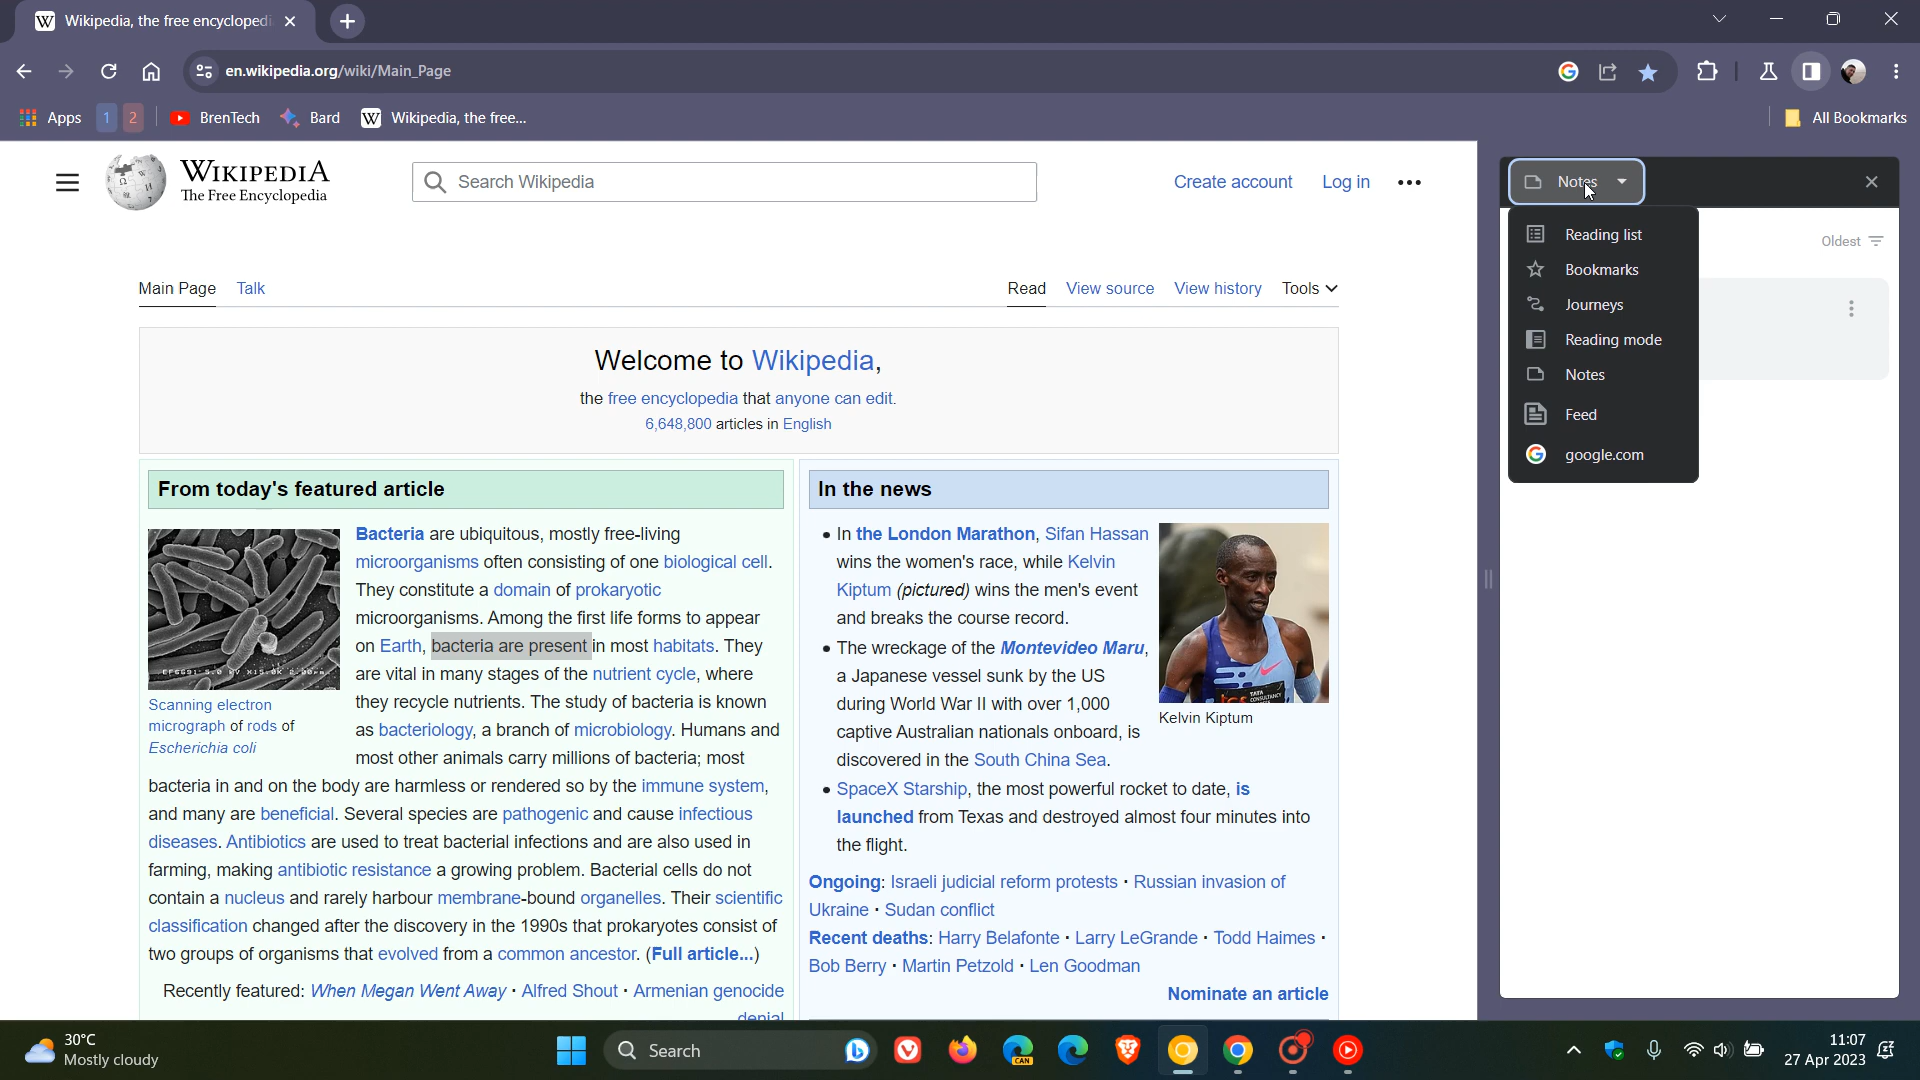 Wikipedia, the free encyclopedi
en.wikipedia.org/wiki/Main_Page
Apps
1
2
BrenTech
Bard
Wikipedia, the free...
All Bookmarks
WIKIPEDIA
The Free Encyclopedia
Search Wikipedia
Create account
Log in
Main Page
Talk
Read
View source
View history
Tools
Welcome to Wikipedia,
the free encyclopedia that anyone can edit.
6,648,800 articles in English
From today's featured article
Bacteria are ubiquitous, mostly free-living
microorganisms often consisting of one biological cell.
They constitute a domain of prokaryotic
microorganisms. Among the first life forms to appear
on Earth, bacteria are present in most habitats. They
are vital in many stages of the nutrient cycle, where
they recycle nutrients. The study of bacteria is known
as bacteriology, a branch of microbiology. Humans and
most other animals carry millions of bacteria; most
bacteria in and on the body are harmless or rendered so by the immune system,
and many are beneficial. Several species are pathogenic and cause infectious
diseases. Antibiotics are used to treat bacterial infections and are also used in
farming, making antibiotic resistance a growing problem. Bacterial cells do not
contain a nucleus and rarely harbour membrane-bound organelles. Their scientific
classification changed after the discovery in the 1990s that prokaryotes consist of
two groups of organisms that evolved from a common ancestor. (Full article...)
Scanning electron
micrograph of rods of
Escherichia coli
Recently featured: When Megan Went Away · Alfred Shout · Armenian genocide
denial
In the news
• In the London Marathon, Sifan Hassan
wins the women's race, while Kelvin
Kiptum (pictured) wins the men's event
and breaks the course record.
• The wreckage of the Montevideo Maru,
a Japanese vessel sunk by the US
during World War II with over 1,000
captive Australian nationals onboard, is
discovered in the South China Sea.
• SpaceX Starship, the most powerful rocket to date, is
launched from Texas and destroyed almost four minutes into
the flight.
Kelvin Kiptum
TATA
CONSULTANCY
Ongoing: Israeli judicial reform protests · Russian invasion of
Ukraine · Sudan conflict
Recent deaths: Harry Belafonte · Larry LeGrande · Todd Haimes ·
Bob Berry · Martin Petzold · Len Goodman
Nominate an article
Notes
Oldest
Reading list
Bookmarks
Journeys
Reading mode
Notes
Feed
google.com
30°C
Mostly cloudy
Search
CAN
11:07
27 Apr 2023